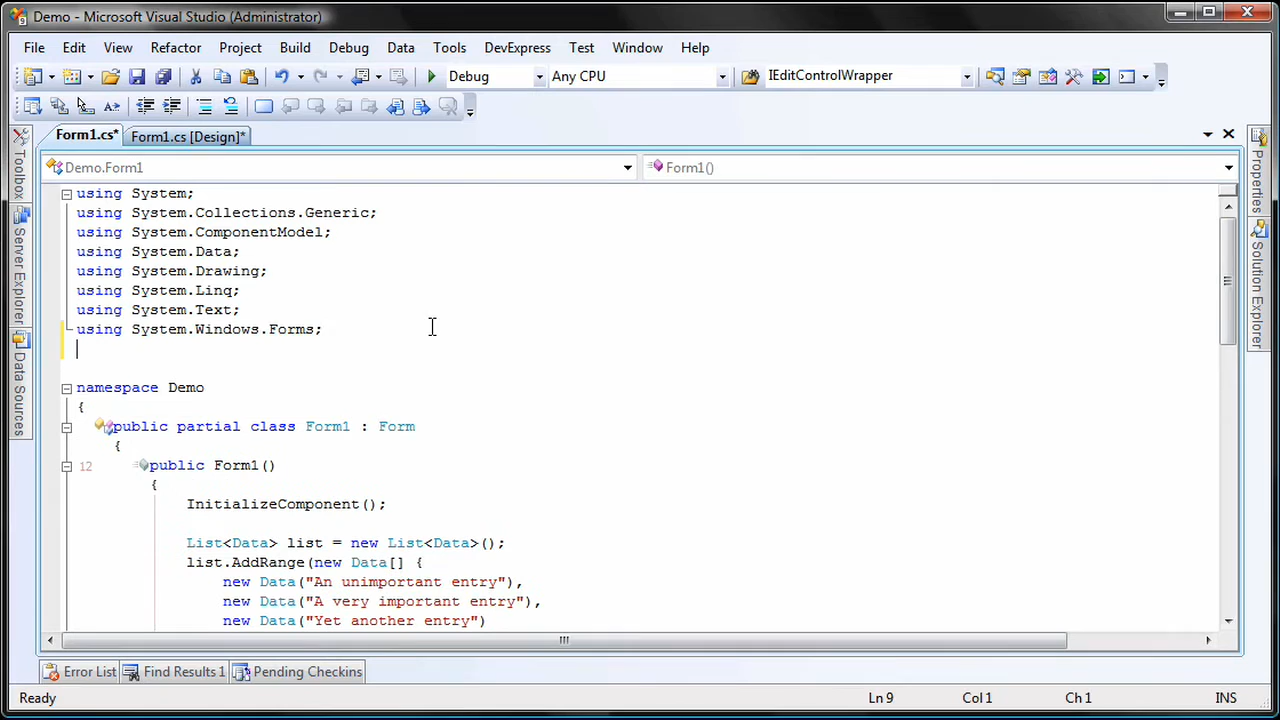 Demo - Microsoft Visual Studio (Administrator)
File Edit View Refactor Project Build Debug Data Tools DevExpress Test Window Help
Debug Any CPU IEditControlWrapper
Form1.cs* Form1.cs [Design]*
Demo.Form1 Form1()
Toolbox
Server Explorer
Data Sources
using System;
using System.Collections.Generic;
using System.ComponentModel;
using System.Data;
using System.Drawing;
using System.Linq;
using System.Text;
using System.Windows.Forms;
namespace Demo
{
public partial class Form1 : Form
{
12 public Form1()
{
InitializeComponent();
List<Data> list = new List<Data>();
list.AddRange(new Data[] {
new Data("An unimportant entry"),
new Data("A very important entry"),
new Data("Yet another entry")
Properties
Solution Explorer
Error List Find Results 1 Pending Checkins
Ready Ln 9 Col 1 Ch 1 INS